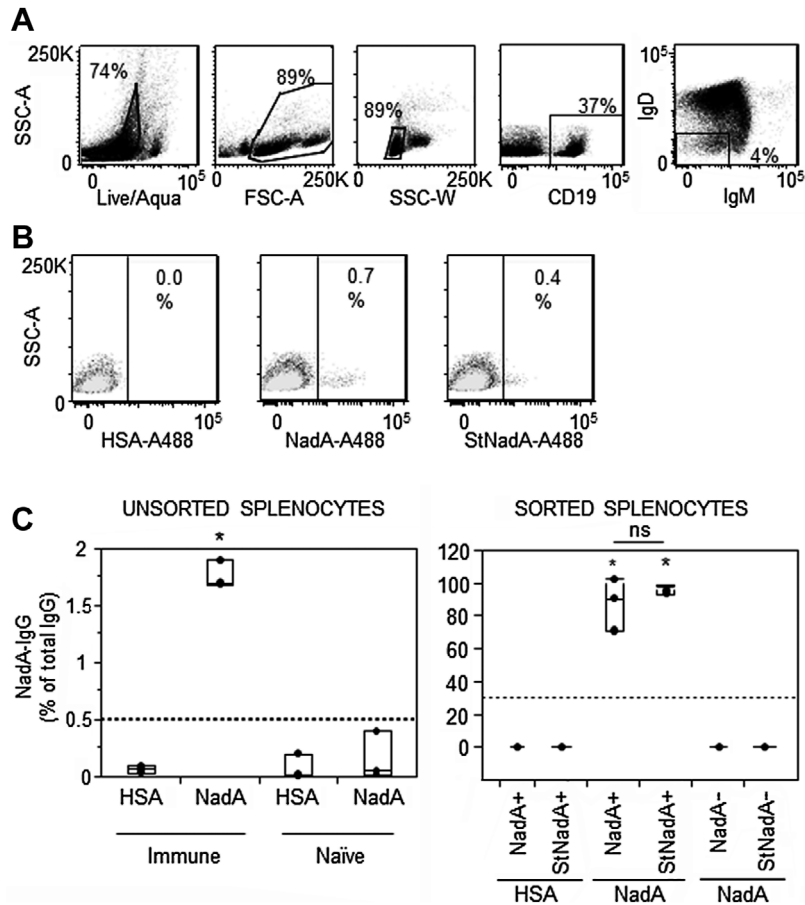 A
250K
SSC-A
0
74%
0
10⁵
Live/Aqua
89%
0
250K
FSC-A
89%
0
250K
SSC-W
37%
0
10⁵
CD19
10⁵
IgD
0
4%
0
10⁵
IgM
B
250K
SSC-A
0
0.0
%
0
10⁵
HSA-A488
0.7
%
0
10⁵
NadA-A488
0.4
%
0
10⁵
StNadA-A488
C
UNSORTED SPLENOCYTES
NadA-IgG
(% of total IgG)
2
1.5
1
0.5
0
*
HSA
NadA
HSA
NadA
Immune
Naïve
SORTED SPLENOCYTES
ns
* *
120
100
80
60
40
20
0
NadA+
StNadA+
NadA+
StNadA+
NadA-
StNadA-
HSA
NadA
NadA